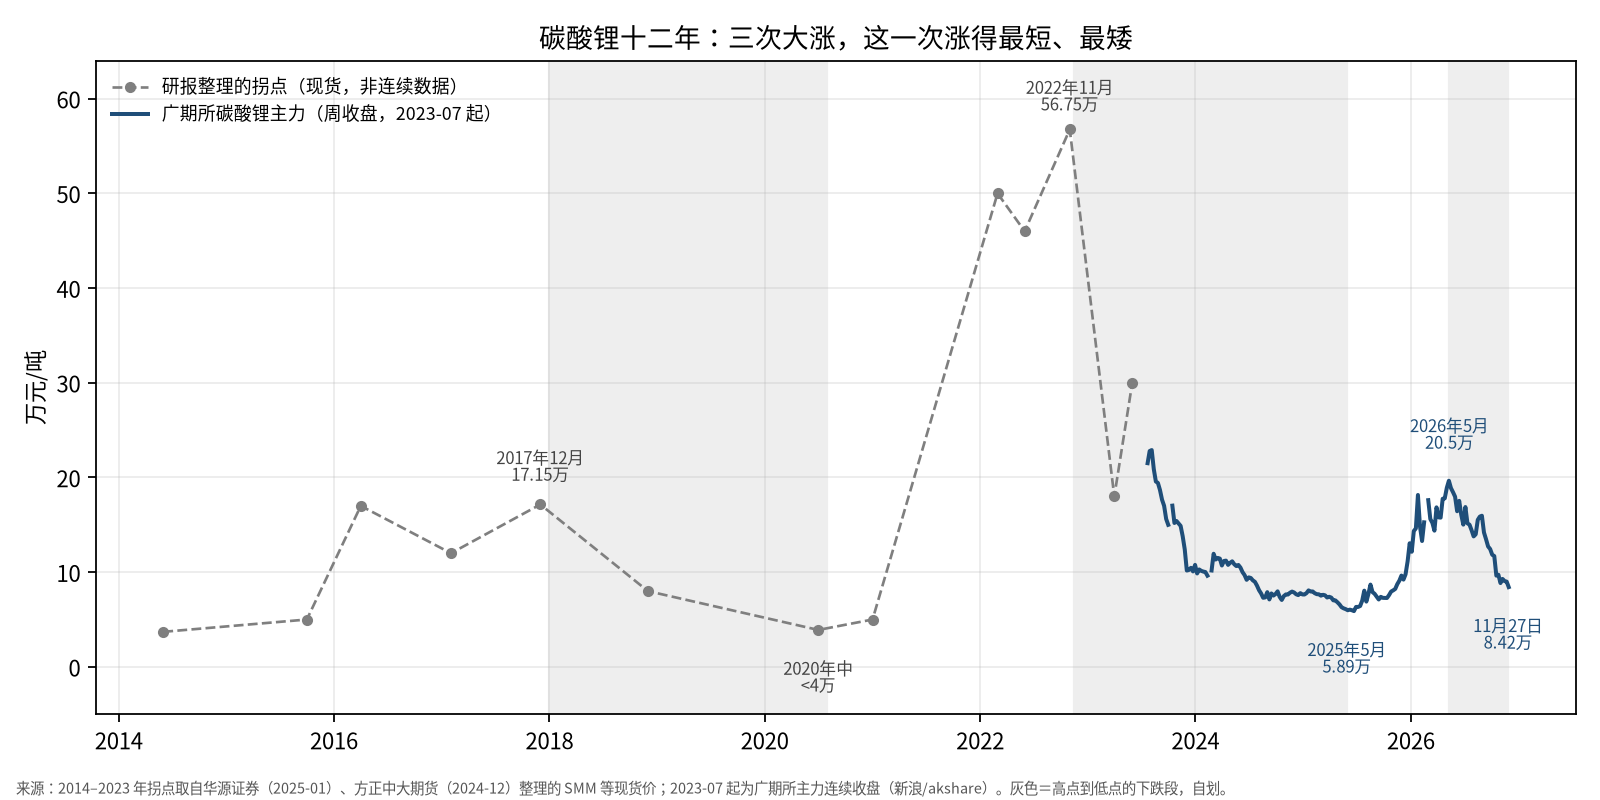 碳酸锂十二年：三次大涨，这一次涨得最短、最矮
研报整理的拐点（现货，非连续数据）
广期所碳酸锂主力（周收盘，2023-07 起）
万元/吨
60
50
40
30
20
10
0
2022年11月
56.75万
2017年12月
17.15万
2026年5月
20.5万
11月27日
8.42万
2025年5月
5.89万
2020年中
<4万
2014
2016
2018
2020
2022
2024
2026
来源：2014–2023 年拐点取自华源证券（2025-01）、方正中大期货（2024-12）整理的 SMM 等现货价；2023-07 起为广期所主力连续收盘（新浪/akshare）。灰色＝高点到低点的下跌段，自划。